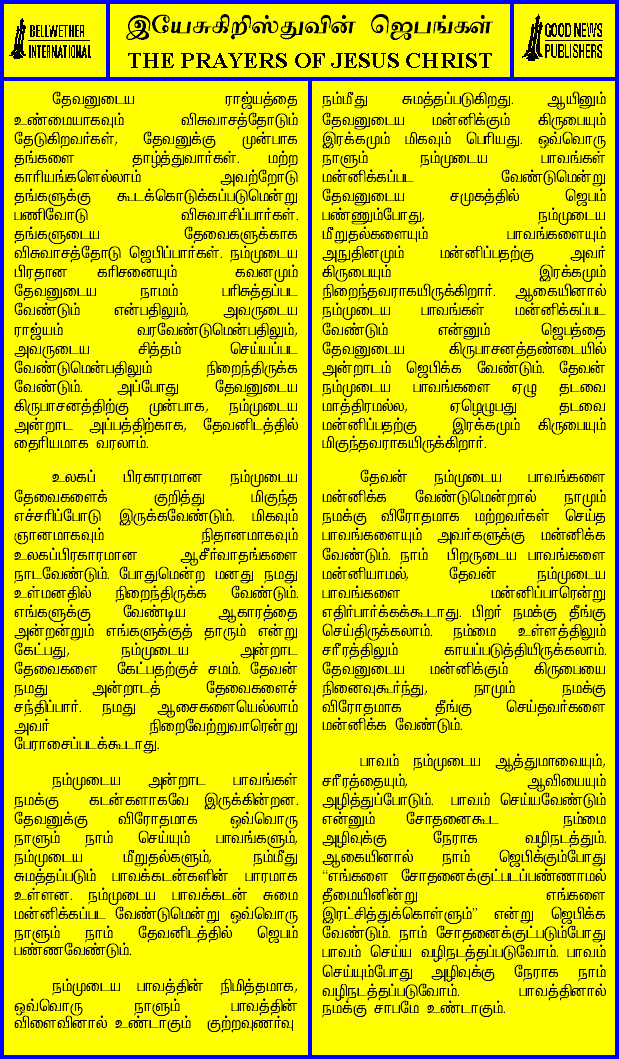 BELLWETHER
INTERNATIONAL
இயேசுகிறிஸ்துவின் ஜெபங்கள்
THE PRAYERS OF JESUS CHRIST
GOOD NEWS
PUBLISHERS
தேவனுடைய ராஜ்யத்தை
உண்மையாகவும் விசுவாசத்தோடும்
தேடுகிறவர்கள், தேவனுக்கு முன்பாக
தங்களை தாழ்த்துவார்கள். மற்ற
காரியங்களெல்லாம் அவற்றோடு
தங்களுக்கு கூடக்கொடுக்கப்படுமென்று
பணிவோடு விசுவாசிப்பார்கள்.
தங்களுடைய தேவைகளுக்காக
விசுவாசத்தோடு ஜெபிப்பார்கள். நம்முடைய
பிரதான கரிசனையும் கவனமும்
தேவனுடைய நாமம் பரிசுத்தப்பட
வேண்டும் என்பதிலும், அவருடைய
ராஜ்யம் வரவேண்டுமென்பதிலும்,
அவருடைய சித்தம் செய்யப்பட
வேண்டுமென்பதிலும் நிறைந்திருக்க
வேண்டும். அப்போது தேவனுடைய
கிருபாசனத்திற்கு முன்பாக, நம்முடைய
அன்றாட அப்பத்திற்காக, தேவனிடத்தில்
தைரியமாக வரலாம்.
உலகப் பிரகாரமான நம்முடைய
தேவைகளைக் குறித்து மிகுந்த
எச்சரிப்போடு இருக்கவேண்டும். மிகவும்
ஞானமாகவும் நிதானமாகவும்
உலகப்பிரகாரமான ஆசீர்வாதங்களை
நாடவேண்டும். போதுமென்ற மனது நமது
உள்மனதில் நிறைந்திருக்க வேண்டும்.
எங்களுக்கு வேண்டிய ஆகாரத்தை
அன்றன்றும் எங்களுக்குத் தாரும் என்று
கேட்பது, நம்முடைய அன்றாட
தேவைகளை கேட்பதற்குச் சமம். தேவன்
நமது அன்றாடத் தேவைகளைச்
சந்திப்பார். நமது ஆசைகளையெல்லாம்
அவர் நிறைவேற்றுவாரென்று
பேராசைப்படக்கூடாது.
நம்முடைய அன்றாட பாவங்கள்
நமக்கு கடன்களாகவே இருக்கின்றன.
தேவனுக்கு விரோதமாக ஒவ்வொரு
நாளும் நாம் செய்யும் பாவங்களும்,
நம்முடைய மீறுதல்களும், நம்மீது
சுமத்தப்படும் பாவக்கடன்களின் பாரமாக
உள்ளன. நம்முடைய பாவக்கடன் சுமை
மன்னிக்கப்பட வேண்டுமென்று ஒவ்வொரு
நாளும் நாம் தேவனிடத்தில் ஜெபம்
பண்ணவேண்டும்.
நம்முடைய பாவத்தின் நிமித்தமாக,
ஒவ்வொரு நாளும் பாவத்தின்
விளைவினால் உண்டாகும் குற்றவுணர்வு
நம்மீது சுமத்தப்படுகிறது. ஆயினும்
தேவனுடைய மன்னிக்கும் கிருபையும்
இரக்கமும் மிகவும் பெரியது. ஒவ்வொரு
நாளும் நம்முடைய பாவங்கள்
மன்னிக்கப்பட வேண்டுமென்று
தேவனுடைய சமுகத்தில் ஜெபம்
பண்ணும்போது, நம்முடைய
மீறுதல்களையும் பாவங்களையும்
அநுதினமும் மன்னிப்பதற்கு அவர்
கிருபையும் இரக்கமும்
நிறைந்தவராகயிருக்கிறார். ஆகையினால்
நம்முடைய பாவங்கள் மன்னிக்கப்பட
வேண்டும் என்னும் ஜெபத்தை
தேவனுடைய கிருபாசனத்தண்டையில்
அன்றாடம் ஜெபிக்க வேண்டும். தேவன்
நம்முடைய பாவங்களை ஏழு தடவை
மாத்திரமல்ல, ஏழெழுபது தடவை
மன்னிப்பதற்கு இரக்கமும் கிருபையும்
மிகுந்தவராகயிருக்கிறார்.
தேவன் நம்முடைய பாவங்களை
மன்னிக்க வேண்டுமென்றால் நாமும்
நமக்கு விரோதமாக மற்றவர்கள் செய்த
பாவங்களையும் அவர்களுக்கு மன்னிக்க
வேண்டும். நாம் பிறருடைய பாவங்களை
மன்னியாமல், தேவன் நம்முடைய
பாவங்களை மன்னிப்பாரென்று
எதிர்பார்க்கக்கூடாது. பிறர் நமக்கு தீங்கு
செய்திருக்கலாம். நம்மை உள்ளத்திலும்
சரீரத்திலும் காயப்படுத்தியிருக்கலாம்.
தேவனுடைய மன்னிக்கும் கிருபையை
நினைவுகூர்ந்து, நாமும் நமக்கு
விரோதமாக தீங்கு செய்தவர்களை
மன்னிக்க வேண்டும்.
பாவம் நம்முடைய ஆத்துமாவையும்,
சரீரத்தையும், ஆவியையும்
அழித்துப்போடும். பாவம் செய்யவேண்டும்
என்னும் சோதனைகூட நம்மை
அழிவுக்கு நேராக வழிநடத்தும்.
ஆகையினால் நாம் ஜெபிக்கும்போது
“எங்களை சோதனைக்குட்படப்பண்ணாமல்
தீமையினின்று எங்களை
இரட்சித்துக்கொள்ளும்” என்று ஜெபிக்க
வேண்டும். நாம் சோதனைக்குட்படும்போது
பாவம் செய்ய வழிநடத்தப்படுவோம். பாவம்
செய்யும்போது அழிவுக்கு நேராக நாம்
வழிநடத்தப்படுவோம். பாவத்தினால்
நமக்கு சாபமே உண்டாகும்.